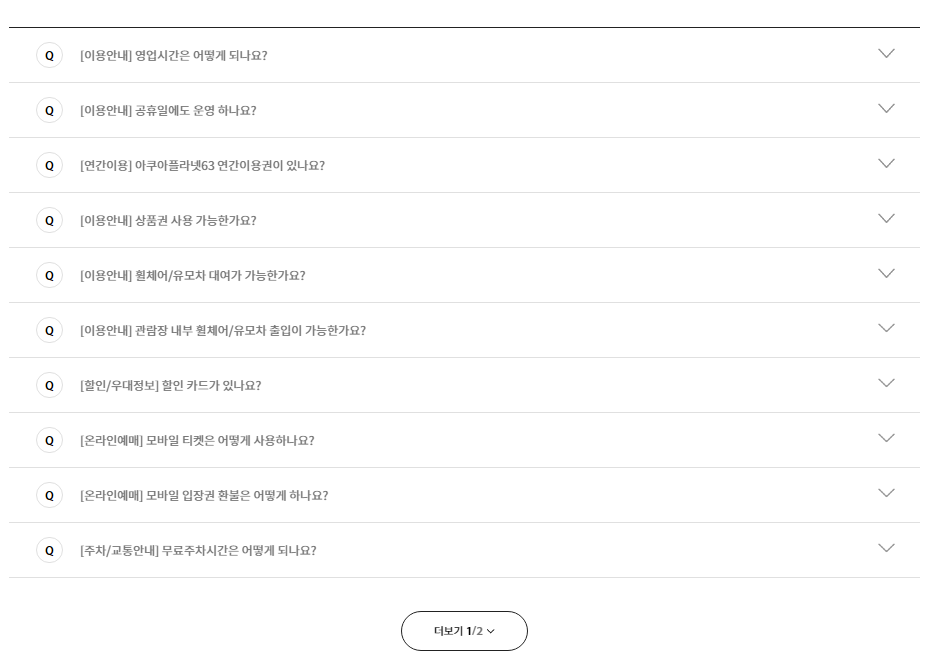 Q [이용안내] 영업시간은 어떻게 되나요?
Q [이용안내] 공휴일에도 운영 하나요?
Q [연간이용] 아쿠아플라넷63 연간이용권이 있나요?
Q [이용안내] 상품권 사용 가능한가요?
Q [이용안내] 휠체어/유모차 대여가 가능한가요?
Q [이용안내] 관람장 내부 휠체어/유모차 출입이 가능한가요?
Q [할인/우대정보] 할인 카드가 있나요?
Q [온라인예매] 모바일 티켓은 어떻게 사용하나요?
Q [온라인예매] 모바일 입장권 환불은 어떻게 하나요?
Q [주차/교통안내] 무료주차시간은 어떻게 되나요?
더보기 1/2